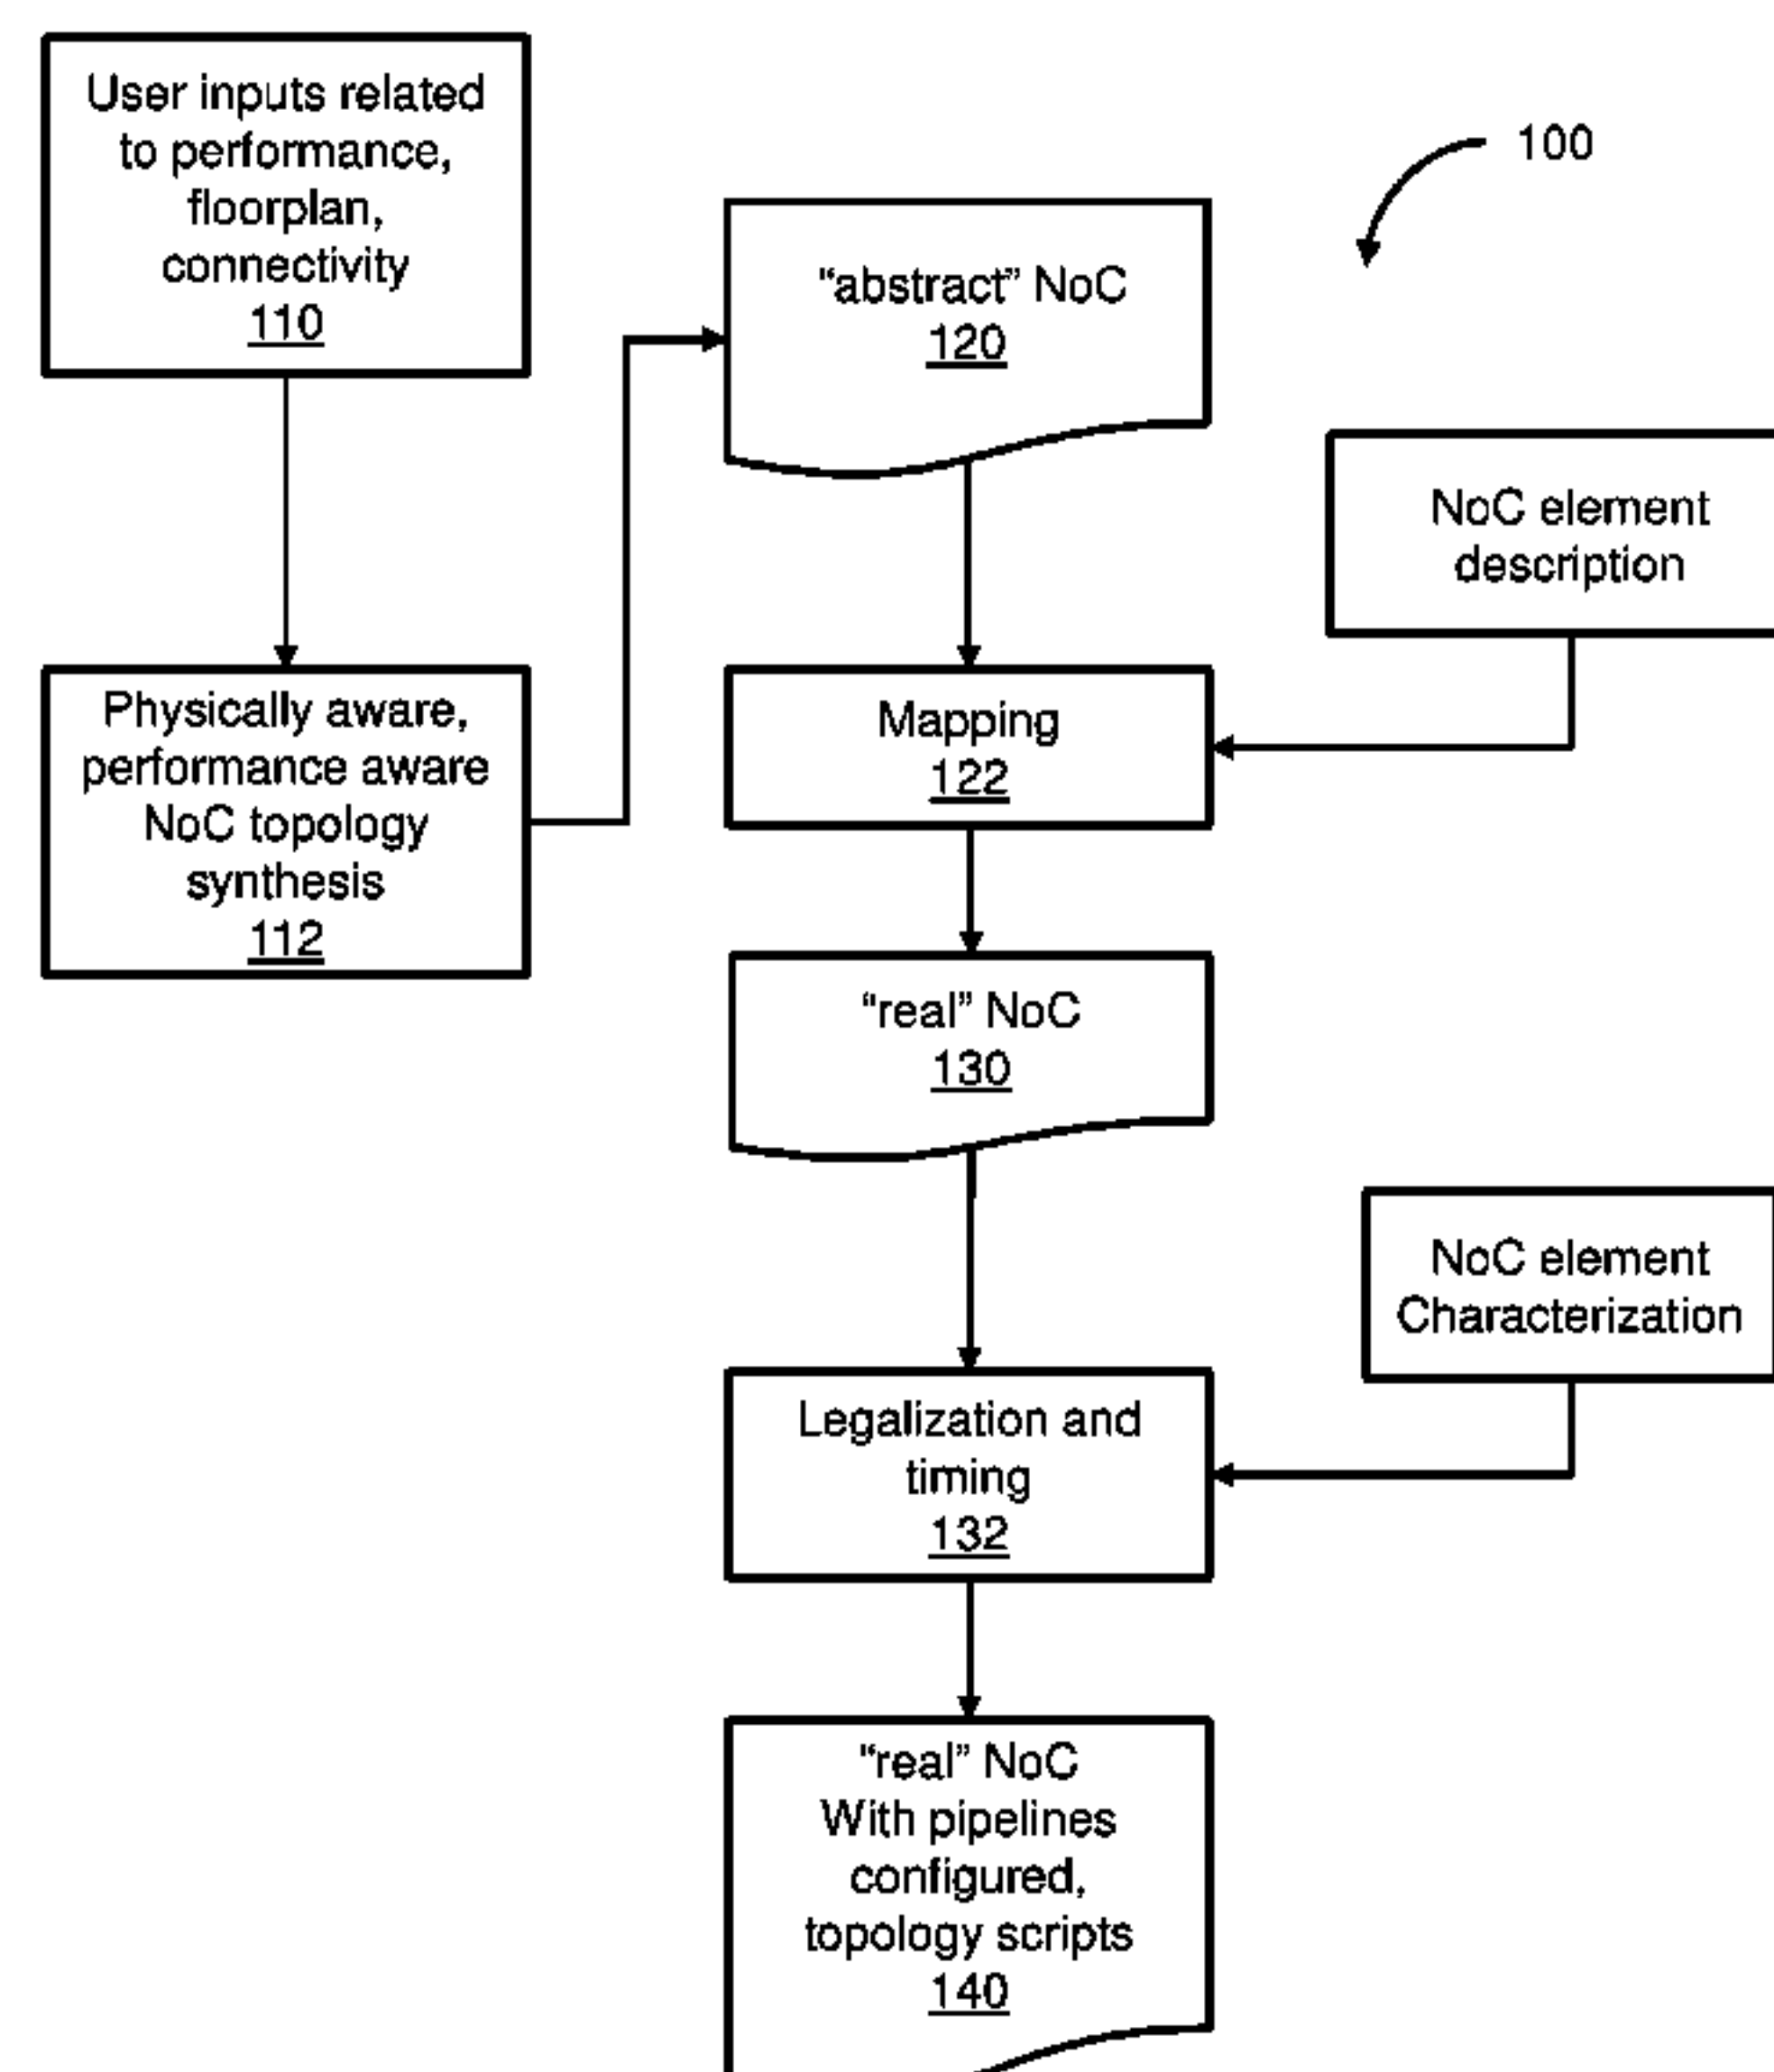 User inputs related
to performance,
floorplan,
connectivity
110
100
"abstract" NoC
120
NoC element
description
Physically aware,
performance aware
NoC topology
synthesis
112
Mapping
122
"real" NoC
130
NoC element
Characterization
Legalization and
timing
132
"real" NoC
With pipelines
configured,
topology scripts
140